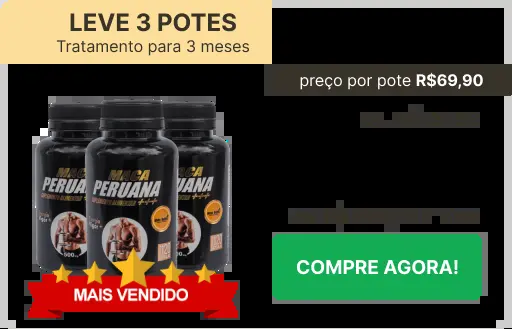 LEVE 3 POTES
Tratamento para 3 meses
preço por pote R$69,90
MACA
PERUANA
MAIS VENDIDO
COMPRE AGORA!